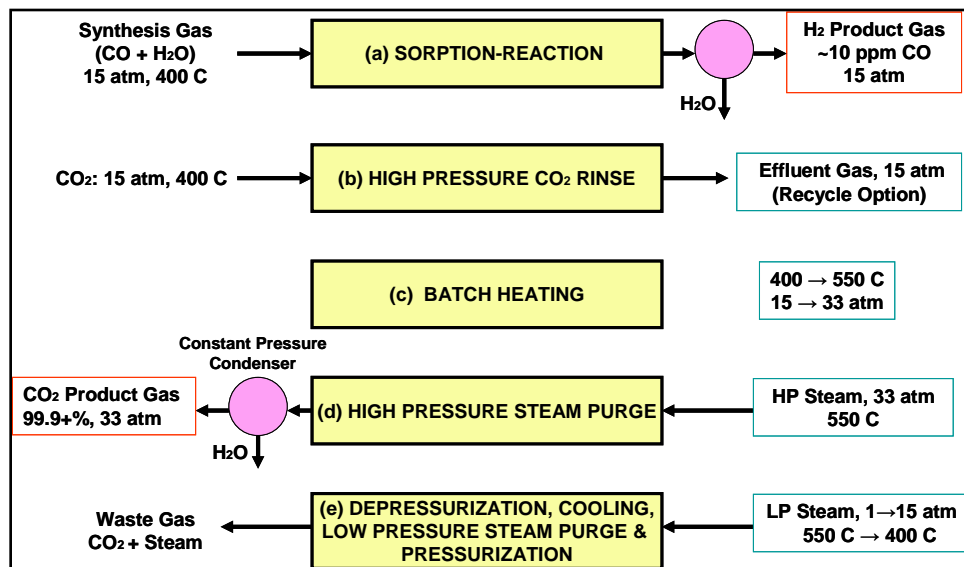 Synthesis Gas
(CO + H2O)
15 atm, 400 C
(a) SORPTION-REACTION
H2O
H2 Product Gas
~10 ppm CO
15 atm
CO2: 15 atm, 400 C
(b) HIGH PRESSURE CO2 RINSE
Effluent Gas, 15 atm
(Recycle Option)
(c) BATCH HEATING
400 → 550 C
15 → 33 atm
Constant Pressure
Condenser
CO2 Product Gas
99.9+%, 33 atm
H2O
(d) HIGH PRESSURE STEAM PURGE
HP Steam, 33 atm
550 C
Waste Gas
CO2 + Steam
(e) DEPRESSURIZATION, COOLING,
LOW PRESSURE STEAM PURGE &
PRESSURIZATION
LP Steam, 1→15 atm
550 C → 400 C